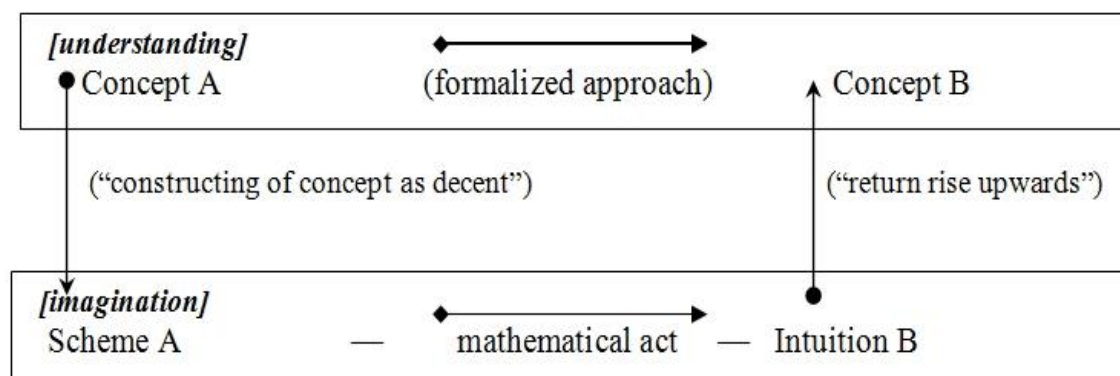 [understanding]
Concept A (formalized approach) Concept B
(“constructing of concept as decent”) (“return rise upwards”)
[imagination]
Scheme A — mathematical act — Intuition B